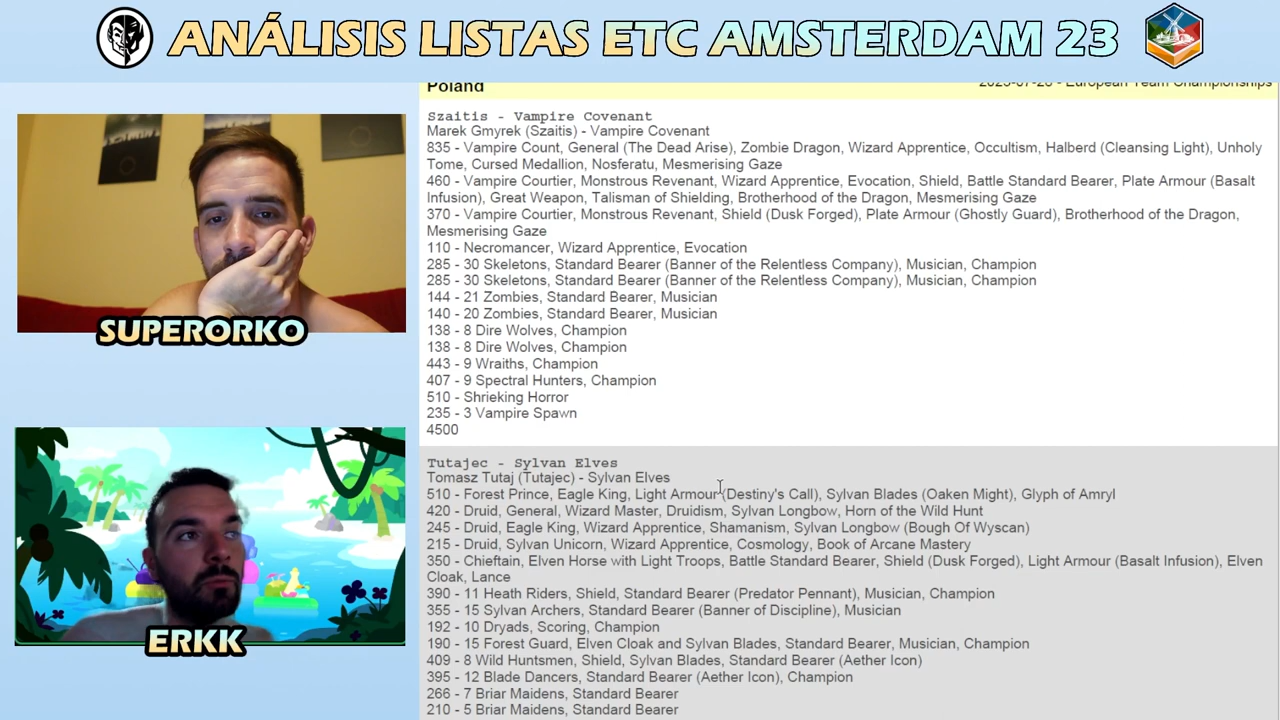 ANÁLISIS LISTAS ETC AMSTERDAM 23
Poland
2023-07-28 - European Team Championships
Szaitis - Vampire Covenant
Marek Gmyrek (Szaitis) - Vampire Covenant
835 - Vampire Count, General (The Dead Arise), Zombie Dragon, Wizard Apprentice, Occultism, Halberd (Cleansing Light), Unholy
Tome, Cursed Medallion, Nosferatu, Mesmerising Gaze
460 - Vampire Courtier, Monstrous Revenant, Wizard Apprentice, Evocation, Shield, Battle Standard Bearer, Plate Armour (Basalt
Infusion), Great Weapon, Talisman of Shielding, Brotherhood of the Dragon, Mesmerising Gaze
370 - Vampire Courtier, Monstrous Revenant, Shield (Dusk Forged), Plate Armour (Ghostly Guard), Brotherhood of the Dragon,
Mesmerising Gaze
110 - Necromancer, Wizard Apprentice, Evocation
285 - 30 Skeletons, Standard Bearer (Banner of the Relentless Company), Musician, Champion
285 - 30 Skeletons, Standard Bearer (Banner of the Relentless Company), Musician, Champion
144 - 21 Zombies, Standard Bearer, Musician
140 - 20 Zombies, Standard Bearer, Musician
138 - 8 Dire Wolves, Champion
138 - 8 Dire Wolves, Champion
443 - 9 Wraiths, Champion
407 - 9 Spectral Hunters, Champion
510 - Shrieking Horror
235 - 3 Vampire Spawn
4500
Tutajec - Sylvan Elves
Tomasz Tutaj (Tutajec) - Sylvan Elves
510 - Forest Prince, Eagle King, Light Armour (Destiny's Call), Sylvan Blades (Oaken Might), Glyph of Amryl
420 - Druid, General, Wizard Master, Druidism, Sylvan Longbow, Horn of the Wild Hunt
245 - Druid, Eagle King, Wizard Apprentice, Shamanism, Sylvan Longbow (Bough Of Wyscan)
215 - Druid, Sylvan Unicorn, Wizard Apprentice, Cosmology, Book of Arcane Mastery
350 - Chieftain, Elven Horse with Light Troops, Battle Standard Bearer, Shield (Dusk Forged), Light Armour (Basalt Infusion), Elven
Cloak, Lance
390 - 11 Heath Riders, Shield, Standard Bearer (Predator Pennant), Musician, Champion
355 - 15 Sylvan Archers, Standard Bearer (Banner of Discipline), Musician
192 - 10 Dryads, Scoring, Champion
190 - 15 Forest Guard, Elven Cloak and Sylvan Blades, Standard Bearer, Musician, Champion
409 - 8 Wild Huntsmen, Shield, Sylvan Blades, Standard Bearer (Aether Icon)
395 - 12 Blade Dancers, Standard Bearer (Aether Icon), Champion
266 - 7 Briar Maidens, Standard Bearer
210 - 5 Briar Maidens, Standard Bearer
SUPERORKO
ERKK